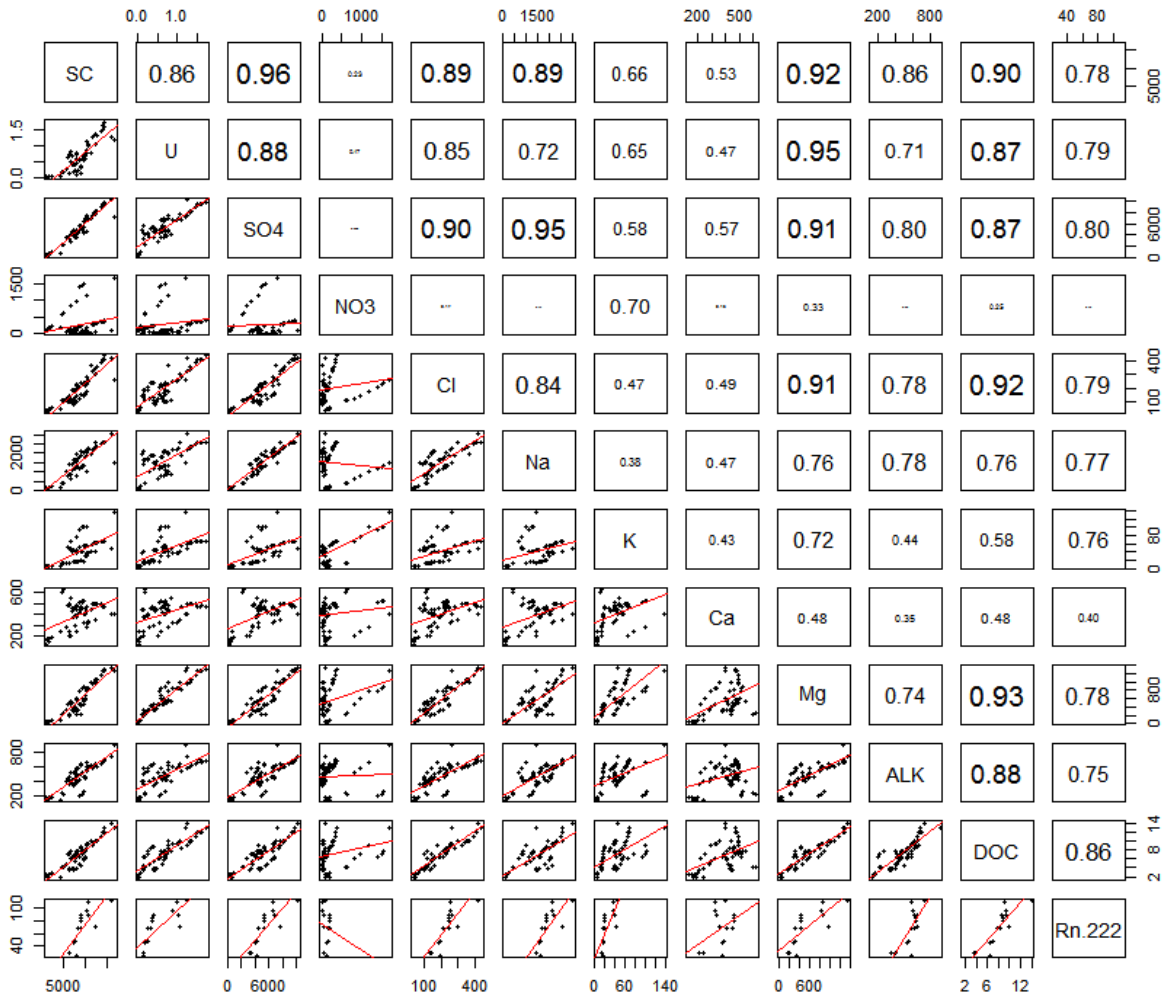 0.0 1.0 0 1000 0 1500 200 500 200 800 40 80
SC 0.86 0.96 0.89 0.89 0.66 0.53 0.92 0.86 0.90 0.78 5000
0.0 1.5 U 0.88 0.85 0.72 0.65 0.47 0.95 0.71 0.87 0.79
SO4 0.90 0.95 0.58 0.57 0.91 0.80 0.87 0.80 0 6000
0 1500 NO3 0.70 0.33
Cl 0.84 0.47 0.49 0.91 0.78 0.92 0.79 100 400
0 2000 Na 0.38 0.47 0.76 0.78 0.76 0.77
K 0.43 0.72 0.44 0.58 0.76 0 80
200 600 Ca 0.48 0.35 0.48 0.40
Mg 0.74 0.93 0.78 0 800
200 800 ALK 0.88 0.75
DOC 0.86 2 8 14
40 100 Rn.222
5000 0 6000 100 400 0 60 140 0 600 2 6 12